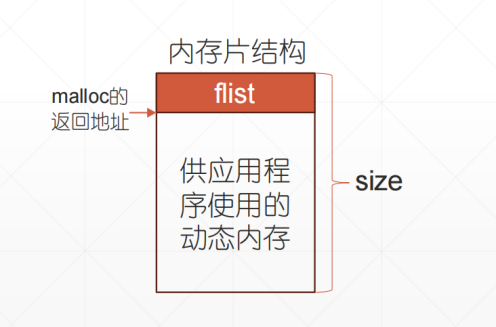 内存片结构
flist
malloc的
返回地址
供应用程
序使用的
动态内存
size